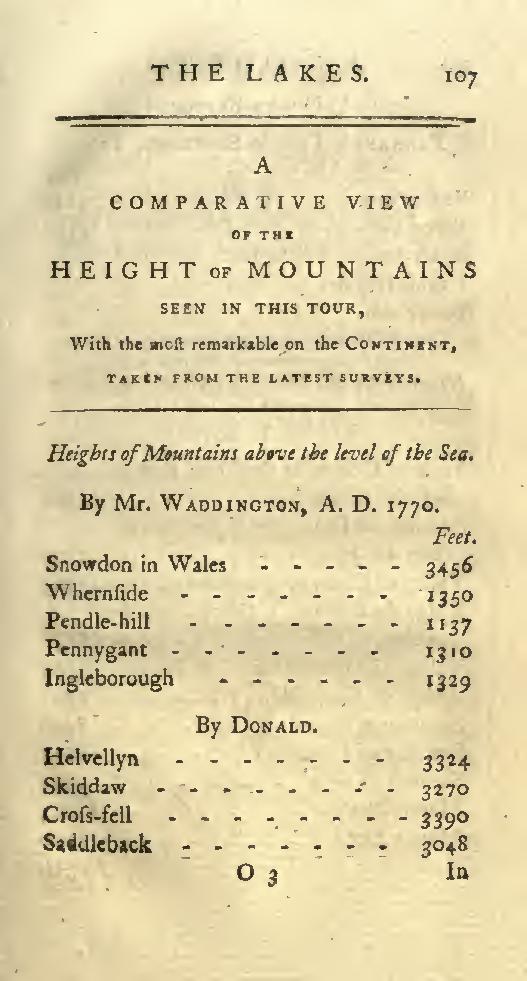 THE LAKES. 107
A
COMPARATIVE VIEW
OF THE
HEIGHT OF MOUNTAINS
SEEN IN THIS TOUR,
With the moſt remarkable on the CONTINENT,
TAKEN FROM THE LATEST SURVEYS.
Heights of Mountains above the level of the Sea.
By Mr. WADDINGTON, A. D. 1770.
Feet.
Snowdon in Wales - - - - - 3456
Whernſide - - - - - - - 1350
Pendle-hill - - - - - - - 1137
Pennygant - - - - - - - 1310
Ingleborough - - - - - - 1329
By DONALD.
Helvellyn - - - - - - - 3324
Skiddaw - - - - - - - - 3270
Croſs-fell - - - - - - - - 3390
Saddleback - - - - - - - 3048
O 3 In